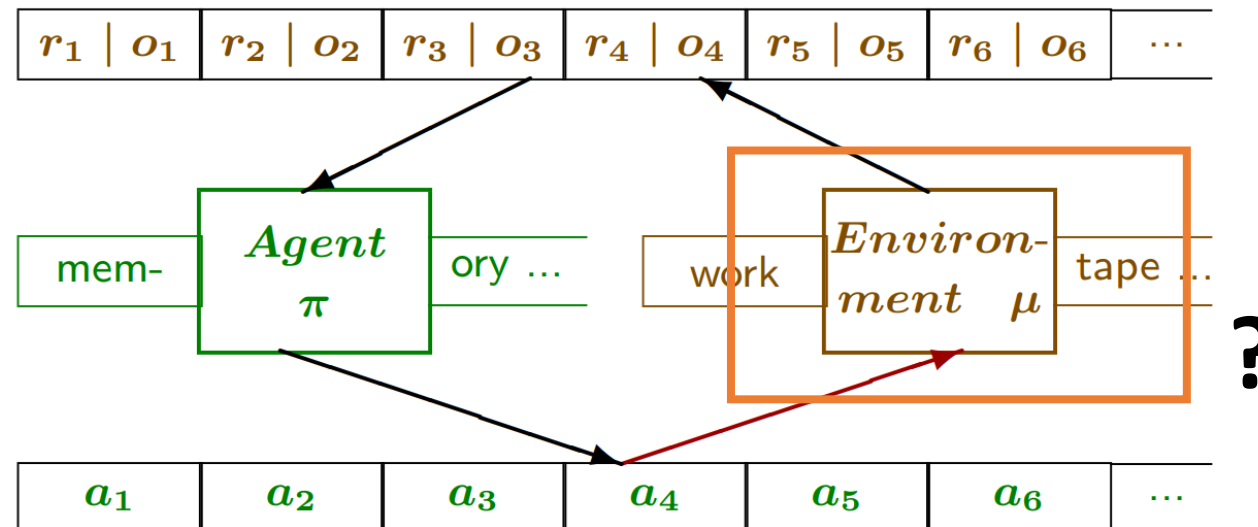 r₁ | o₁ r₂ | o₂ r₃ | o₃ r₄ | o₄ r₅ | o₅ r₆ | o₆ ...
mem- Agent π ory ...
work Environ- ment μ tape ...
?
a₁ a₂ a₃ a₄ a₅ a₆ ...